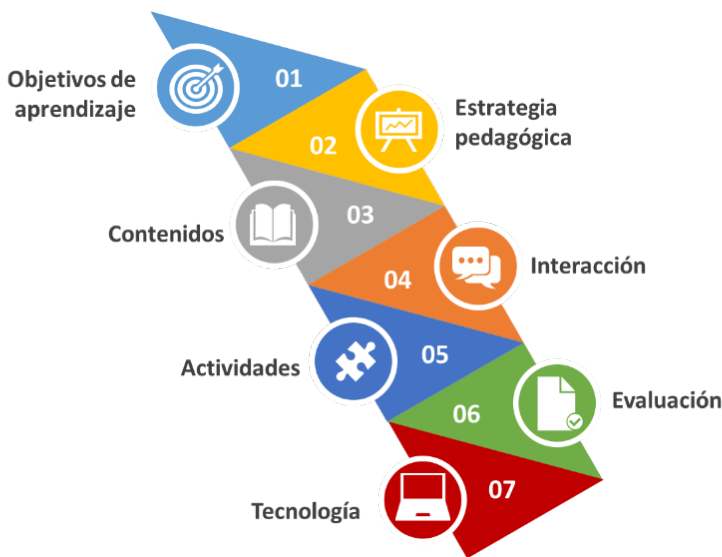 01
Objetivos de
aprendizaje
02
Estrategia
pedagógica
03
Contenidos
04
Interacción
05
Actividades
06
Evaluación
07
Tecnología